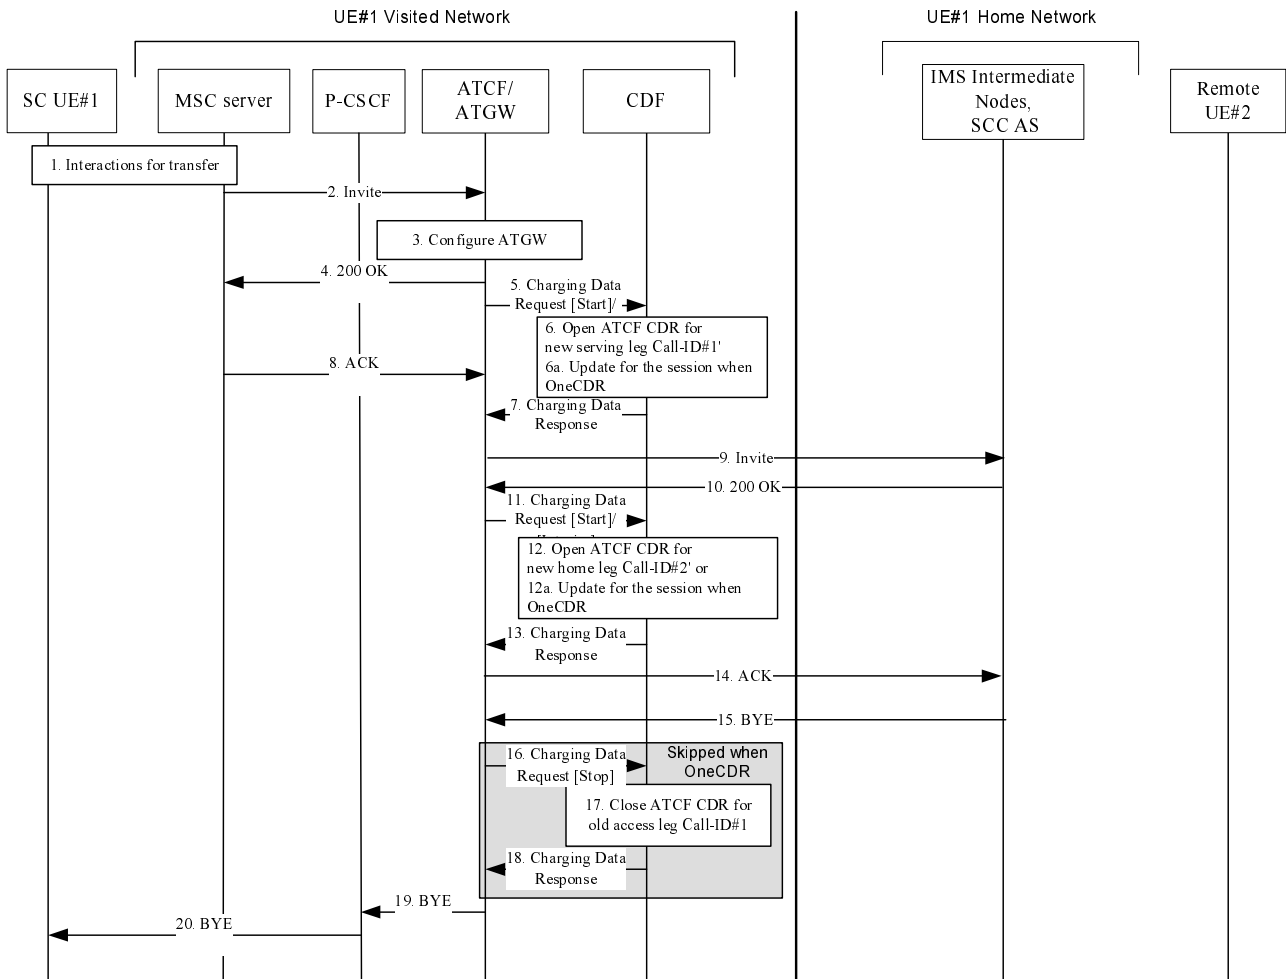 UE#1 Visited Network
UE#1 Home Network
SC UE#1
MSC server
P-CSCF
ATCF/
ATGW
CDF
IMS Intermediate
Nodes,
SCC AS
Remote
UE#2
1. Interactions for transfer
2. Invite
3. Configure ATGW
4. 200 OK
5. Charging Data
Request [Start]/
6. Open ATCF CDR for
new serving leg Call-ID#1'
6a. Update for the session when
OneCDR
8. ACK
7. Charging Data
Response
9. Invite
10. 200 OK
11. Charging Data
Request [Start]/
12. Open ATCF CDR for
new home leg Call-ID#2' or
12a. Update for the session when
OneCDR
13. Charging Data
Response
14. ACK
15. BYE
Skipped when
OneCDR
16. Charging Data
Request [Stop]
17. Close ATCF CDR for
old access leg Call-ID#1
18. Charging Data
Response
19. BYE
20. BYE